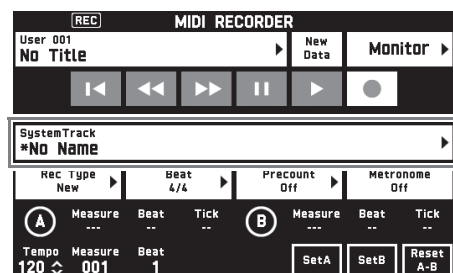 REC MIDI RECORDER
User 001
No Title
New
Data
Monitor
SystemTrack
*No Name
Rec Type
New
Beat
4/4
Precount
Off
Metronome
Off
A Measure Beat Tick B Measure Beat Tick
--- -- -- --- -- --
Tempo Measure Beat
120 001 1
SetA SetB Reset
A-B